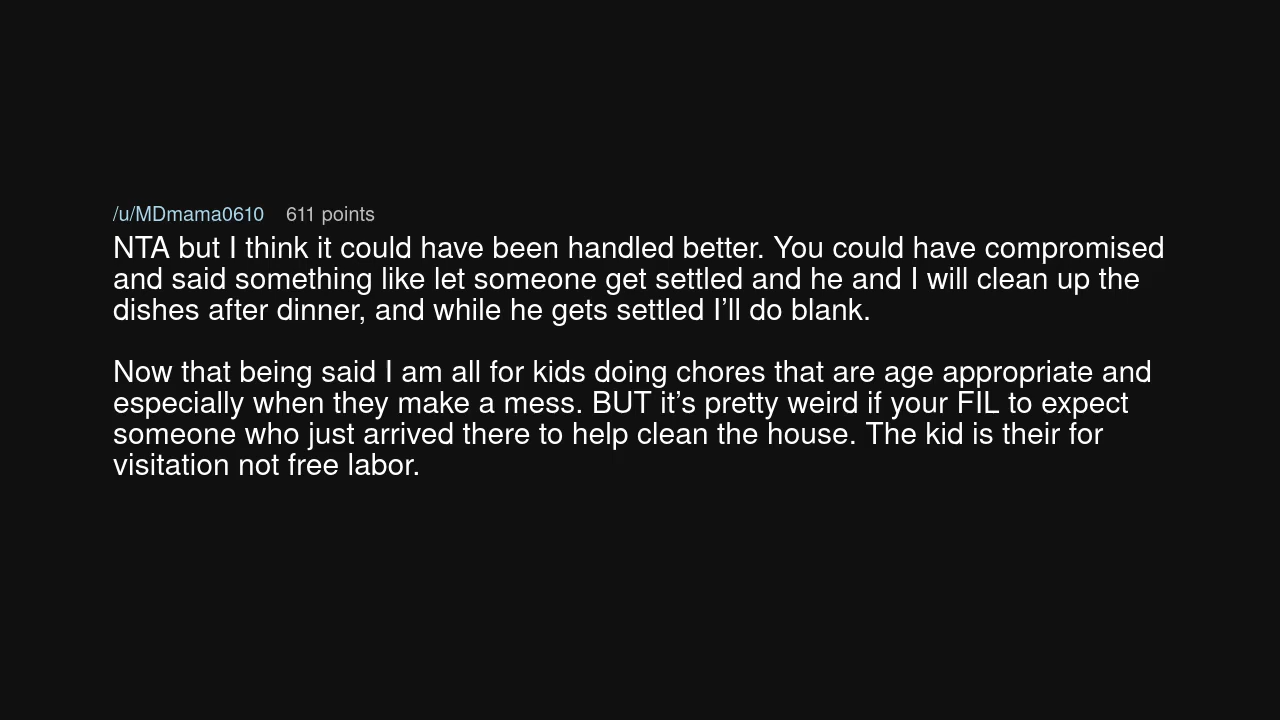 /u/MDmama0610 611 points
NTA but I think it could have been handled better. You could have compromised
and said something like let someone get settled and he and I will clean up the
dishes after dinner, and while he gets settled I’ll do blank.
Now that being said I am all for kids doing chores that are age appropriate and
especially when they make a mess. BUT it’s pretty weird if your FIL to expect
someone who just arrived there to help clean the house. The kid is their for
visitation not free labor.